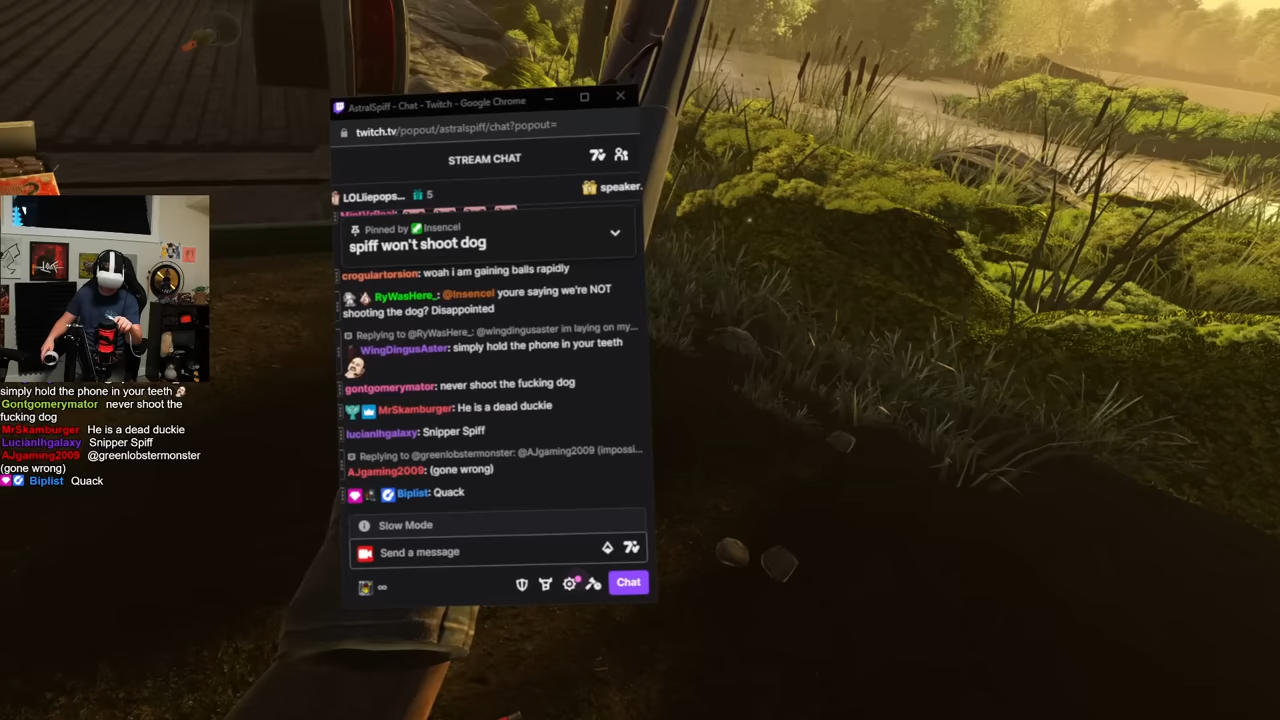 AstralSpiff - Chat - Twitch - Google Chrome
twitch.tv/popout/astralspiff/chat?popout=
STREAM CHAT
LOLliepops... 5
speaker.
Pinned by Insencel
spiff won't shoot dog
crogulartorsion: woah i am gaining balls rapidly
RyWasHere_: @Insencel youre saying we're NOT
shooting the dog? Disappointed
Replying to @RyWasHere_: @wingdingusaster im laying on my...
WingDingusAster: simply hold the phone in your teeth
gontgomerymator: never shoot the fucking dog
MrSkamburger: He is a dead duckie
lucianlhgalaxy: Snipper Spiff
Replying to @greenlobstermonster: @AJgaming2009 (impossi...
AJgaming2009: (gone wrong)
Biplist: Quack
Slow Mode
Send a message
Chat
simply hold the phone in your teeth
Gontgomerymator never shoot the
fucking dog
MrSkamburger He is a dead duckie
Lucianlhgalaxy Snipper Spiff
AJgaming2009 @greenlobstermonster
(gone wrong)
Biplist Quack